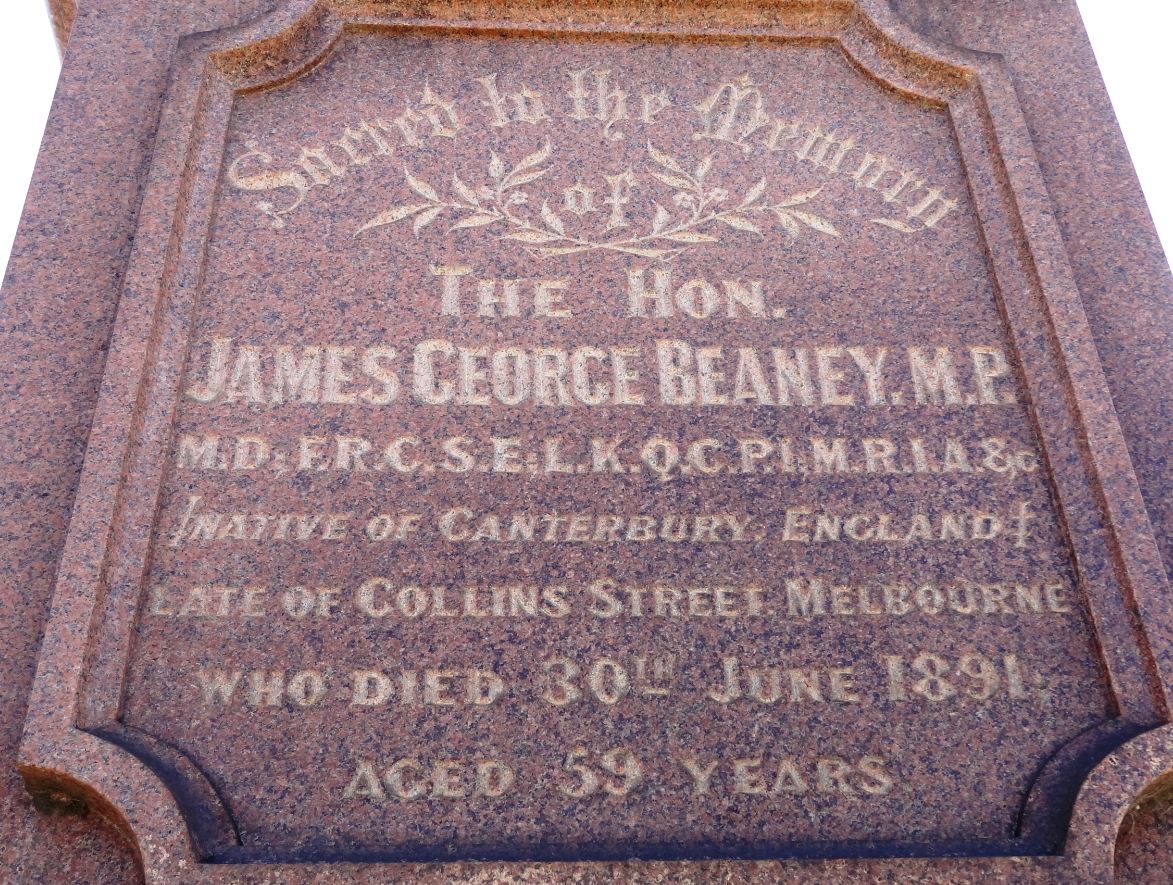 Sacred to the Memory
of
THE HON.
JAMES GEORGE BEANEY, M.P.
M.D., F.R.C.S.E., L.K.Q.C.P.I., M.R.I.A. &c
(NATIVE OF CANTERBURY, ENGLAND)
LATE OF COLLINS STREET, MELBOURNE
WHO DIED 30TH JUNE 1891.
AGED 59 YEARS.